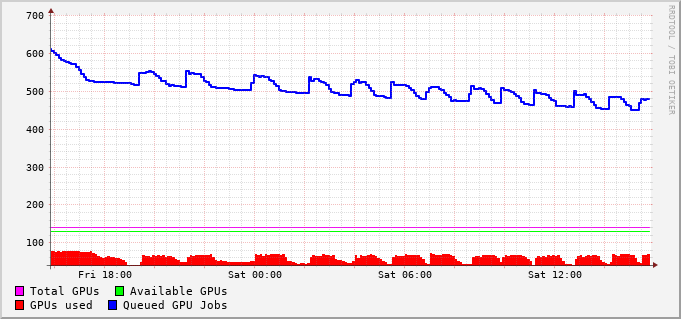 700
600
500
400
300
200
100
Fri 18:00 Sat 00:00 Sat 06:00 Sat 12:00
Total GPUs Available GPUs
GPUs used Queued GPU Jobs
RRDTOOL / TOBI OETIKER